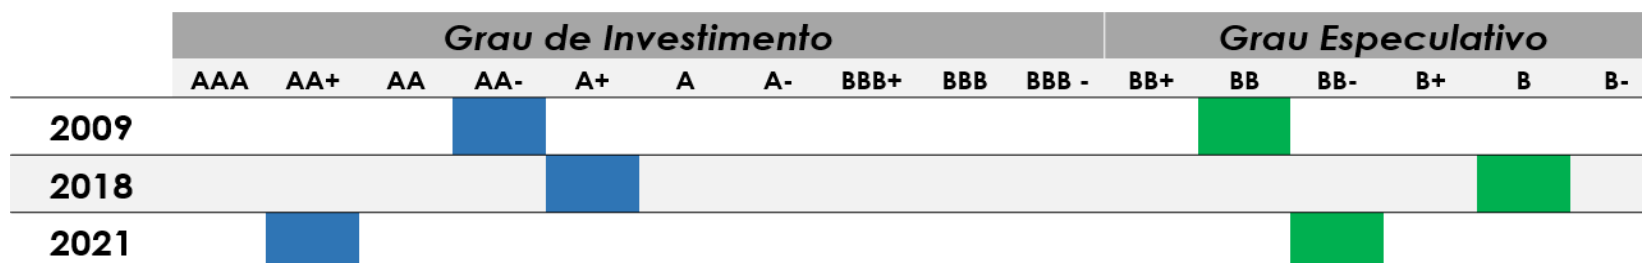 Grau de Investimento Grau Especulativo
AAA AA+ AA AA- A+ A A- BBB+ BBB BBB - BB+ BB BB- B+ B B-
2009
2018
2021